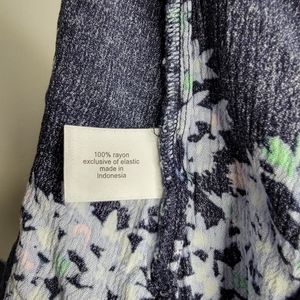 100% rayon
exclusive of elastic
made in
Indonesia